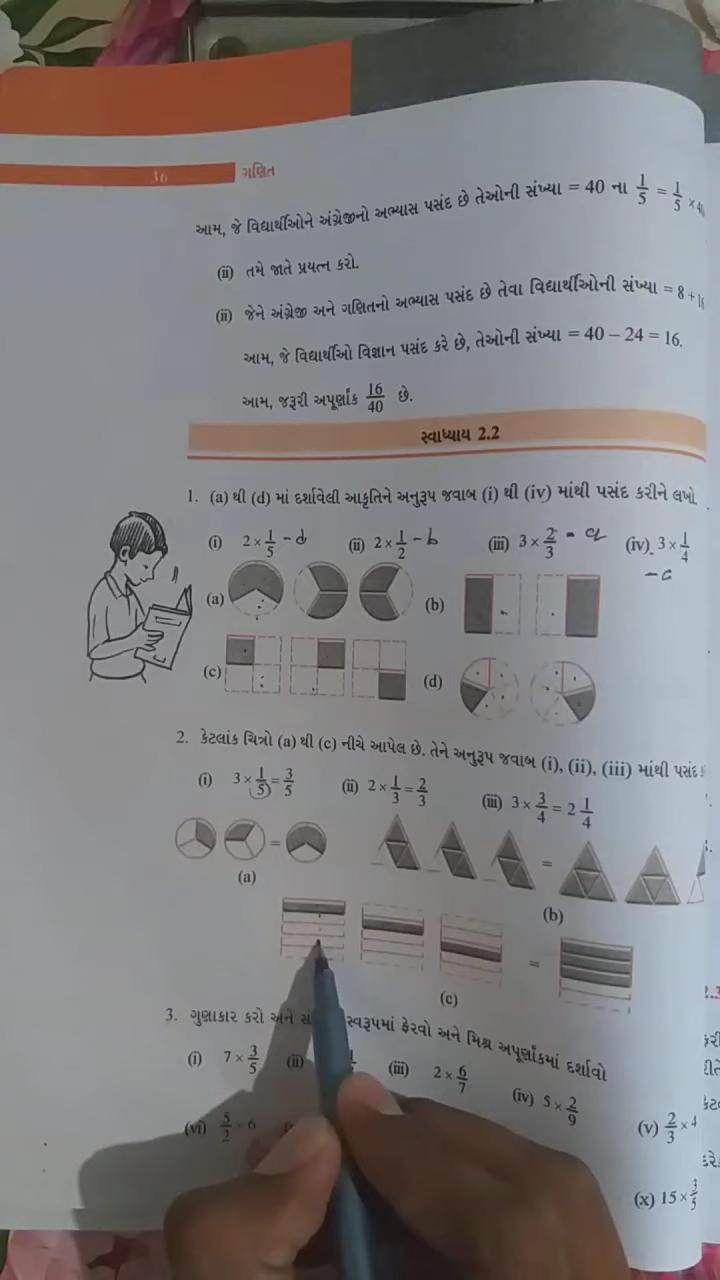 36 ગણિત
આમ, જે વિદ્યાર્થીઓને અંગ્રેજીનો અભ્યાસ પસંદ છે તેઓની સંખ્યા = 40 ના 1/5 = 1/5 × 40
(ii) તમે જાતે પ્રયત્ન કરો.
(ii) જેને અંગ્રેજી અને ગણિતનો અભ્યાસ પસંદ છે તેવા વિદ્યાર્થીઓની સંખ્યા = 8 + 16
આમ, જે વિદ્યાર્થીઓ વિજ્ઞાન પસંદ કરે છે, તેઓની સંખ્યા = 40 – 24 = 16.
આમ, જરૂરી અપૂર્ણાંક 16/40 છે.
સ્વાધ્યાય 2.2
1. (a) થી (d) માં દર્શાવેલી આકૃતિને અનુરૂપ જવાબ (i) થી (iv) માંથી પસંદ કરીને લખો.
(i) 2 × 1/5 – d (ii) 2 × 1/2 – b (iii) 3 × 2/3 – a (iv) 3 × 1/4
– c
(a) (b)
(c) (d)
2. કેટલાંક ચિત્રો (a) થી (c) નીચે આપેલ છે. તેને અનુરૂપ જવાબ (i), (ii), (iii) માંથી પસંદ
(i) 3 × 1/5 = 3/5 (ii) 2 × 1/3 = 2/3 (iii) 3 × 3/4 = 2 1/4
= =
(a) (b)
=
(c)
3. ગુણાકાર કરો અને સ્વરૂપમાં ફેરવો અને મિશ્ર અપૂર્ણાંકમાં દર્શાવો
(i) 7 × 3/5 (ii) (iii) 2 × 6/7 (iv) 5 × 2/9 (v) 2/3 × 4
(vi) 5/2 × 6 (x) 15 × 3/5